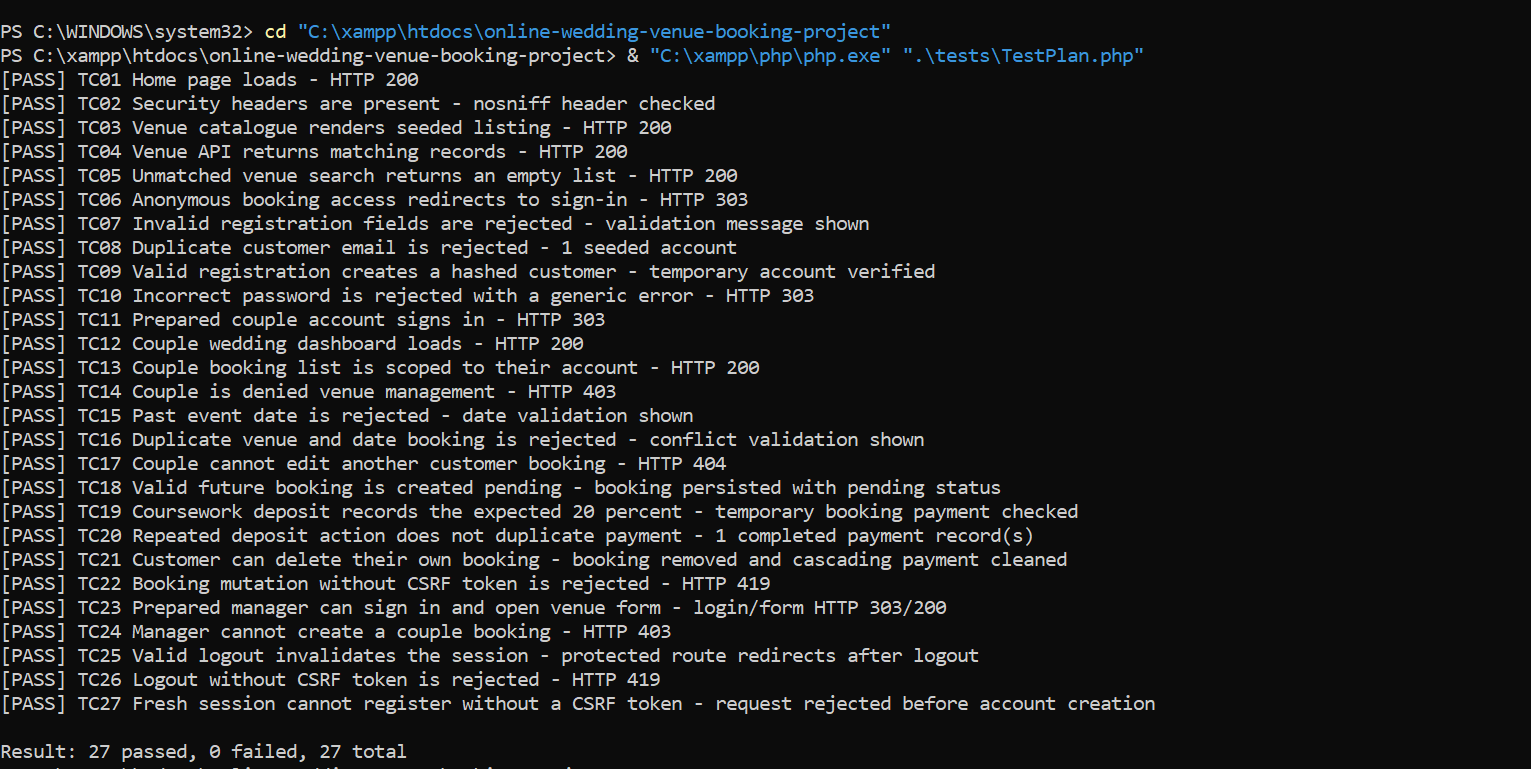 PS C:\WINDOWS\system32> cd "C:\xampp\htdocs\online-wedding-venue-booking-project"
PS C:\xampp\htdocs\online-wedding-venue-booking-project> & "C:\xampp\php\php.exe" ".\tests\TestPlan.php"
[PASS] TC01 Home page loads - HTTP 200
[PASS] TC02 Security headers are present - nosniff header checked
[PASS] TC03 Venue catalogue renders seeded listing - HTTP 200
[PASS] TC04 Venue API returns matching records - HTTP 200
[PASS] TC05 Unmatched venue search returns an empty list - HTTP 200
[PASS] TC06 Anonymous booking access redirects to sign-in - HTTP 303
[PASS] TC07 Invalid registration fields are rejected - validation message shown
[PASS] TC08 Duplicate customer email is rejected - 1 seeded account
[PASS] TC09 Valid registration creates a hashed customer - temporary account verified
[PASS] TC10 Incorrect password is rejected with a generic error - HTTP 303
[PASS] TC11 Prepared couple account signs in - HTTP 303
[PASS] TC12 Couple wedding dashboard loads - HTTP 200
[PASS] TC13 Couple booking list is scoped to their account - HTTP 200
[PASS] TC14 Couple is denied venue management - HTTP 403
[PASS] TC15 Past event date is rejected - date validation shown
[PASS] TC16 Duplicate venue and date booking is rejected - conflict validation shown
[PASS] TC17 Couple cannot edit another customer booking - HTTP 404
[PASS] TC18 Valid future booking is created pending - booking persisted with pending status
[PASS] TC19 Coursework deposit records the expected 20 percent - temporary booking payment checked
[PASS] TC20 Repeated deposit action does not duplicate payment - 1 completed payment record(s)
[PASS] TC21 Customer can delete their own booking - booking removed and cascading payment cleaned
[PASS] TC22 Booking mutation without CSRF token is rejected - HTTP 419
[PASS] TC23 Prepared manager can sign in and open venue form - login/form HTTP 303/200
[PASS] TC24 Manager cannot create a couple booking - HTTP 403
[PASS] TC25 Valid logout invalidates the session - protected route redirects after logout
[PASS] TC26 Logout without CSRF token is rejected - HTTP 419
[PASS] TC27 Fresh session cannot register without a CSRF token - request rejected before account creation
Result: 27 passed, 0 failed, 27 total